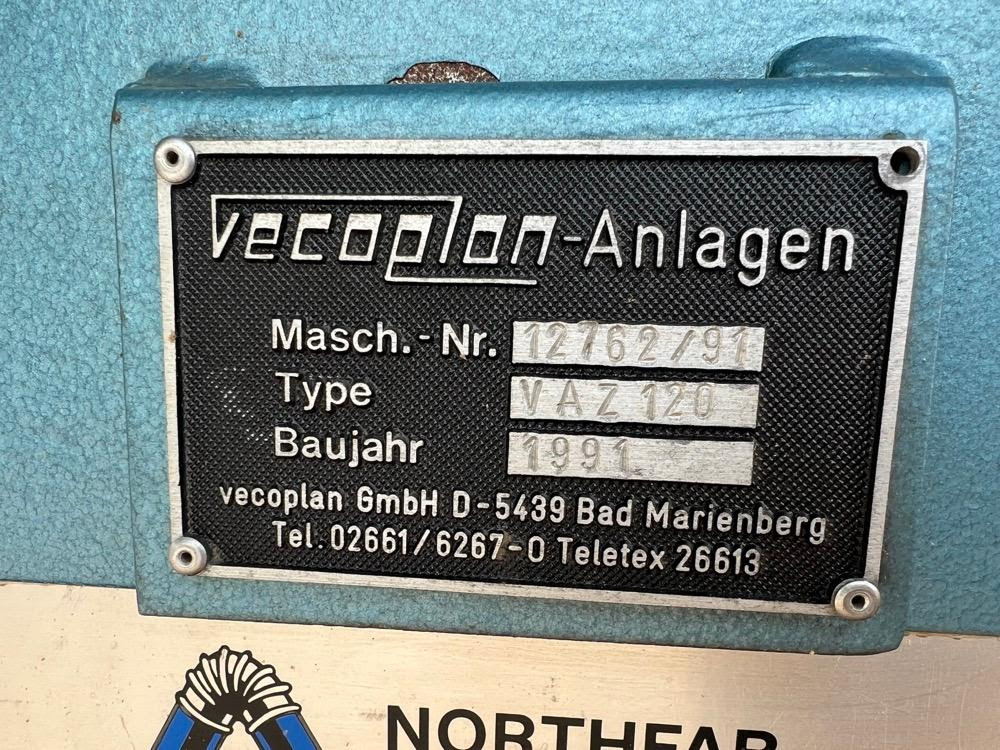 vecoplan-Anlagen
Masch.-Nr. 12762/91
Type VAZ 120
Baujahr 1991
vecoplan GmbH D-5439 Bad Marienberg
Tel. 02661/6267-0 Teletex 26613